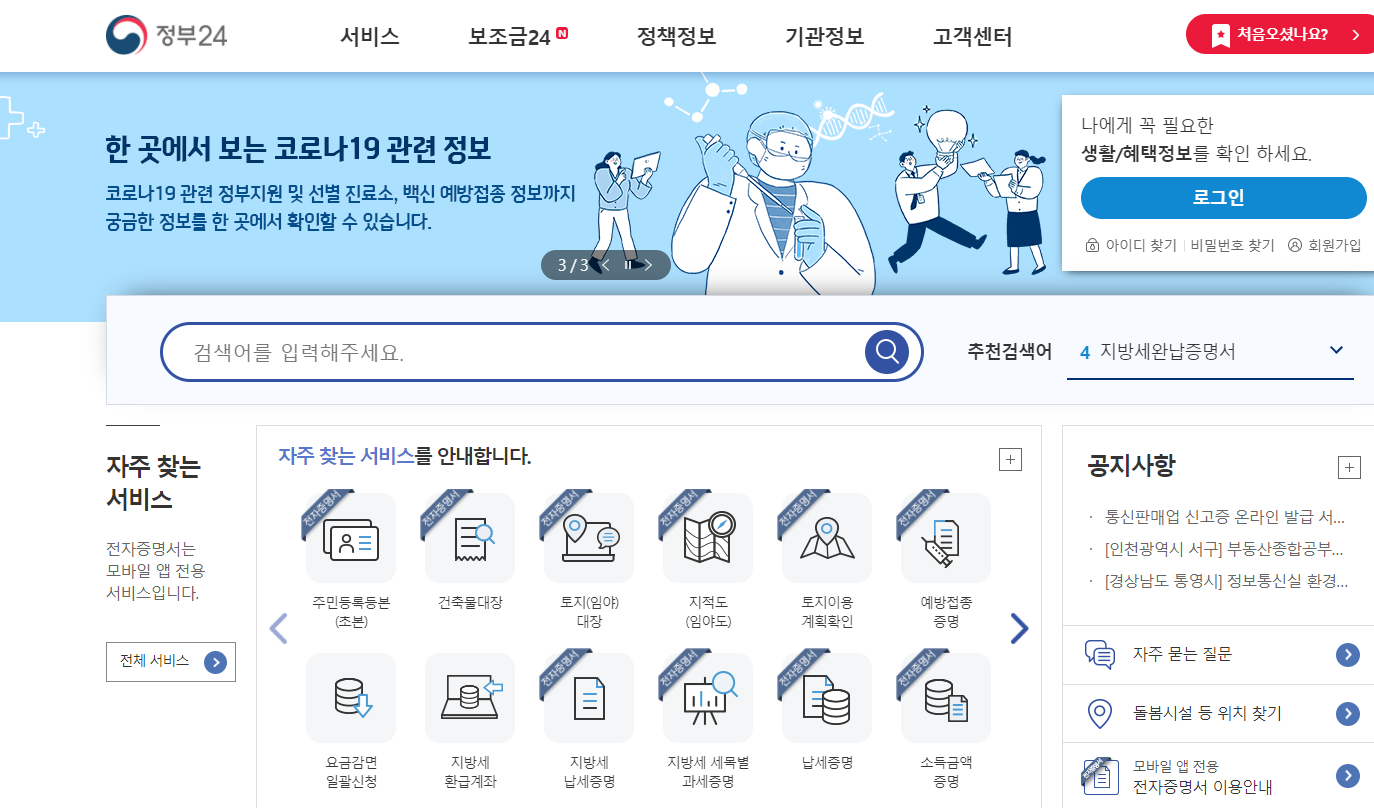 정부24
서비스
보조금24 N
정책정보
기관정보
고객센터
처음오셨나요?
한 곳에서 보는 코로나19 관련 정보
코로나19 관련 정부지원 및 선별 진료소, 백신 예방접종 정보까지
궁금한 정보를 한 곳에서 확인할 수 있습니다.
3 / 3
나에게 꼭 필요한
생활/혜택정보를 확인 하세요.
로그인
아이디 찾기 | 비밀번호 찾기 회원가입
검색어를 입력해주세요.
추천검색어
4 지방세완납증명서
자주 찾는
서비스
전자증명서는
모바일 앱 전용
서비스입니다.
전체 서비스
자주 찾는 서비스를 안내합니다.
전자증명서
주민등록등본
(초본)
전자증명서
건축물대장
전자증명서
토지(임야)
대장
전자증명서
지적도
(임야도)
전자증명서
토지이용
계획확인
전자증명서
예방접종
증명
요금감면
일괄신청
지방세
환급계좌
전자증명서
지방세
납세증명
전자증명서
지방세 세목별
과세증명
전자증명서
납세증명
전자증명서
소득금액
증명
공지사항
· 통신판매업 신고증 온라인 발급 서...
· [인천광역시 서구] 부동산종합공부...
· [경상남도 통영시] 정보통신실 환경...
자주 묻는 질문
돌봄시설 등 위치 찾기
전자증명서
모바일 앱 전용
전자증명서 이용안내